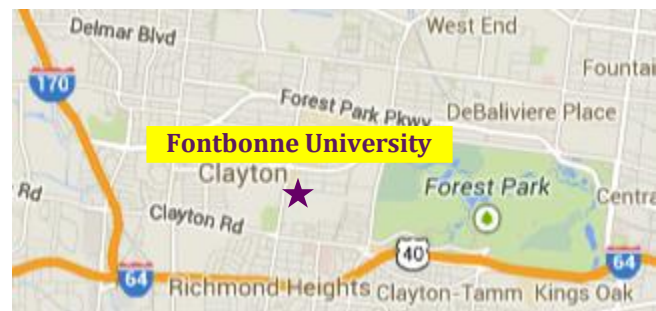 Delmar Blvd
West End
170
Fountai
Forest Park Pkwy
DeBaliviere Place
Fontbonne University
Clayton
Forest Park
Rd
Centra
Clayton Rd
40
64
64
Richmond Heights
Clayton-Tamm
Kings Oak